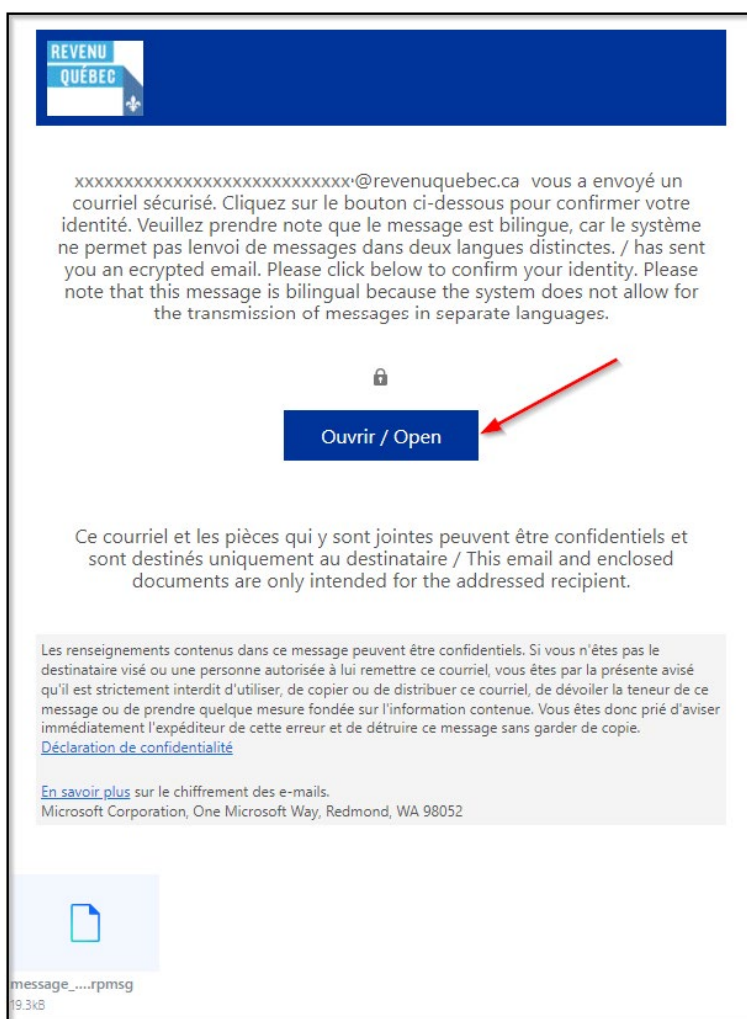 REVENU
QUÉBEC
xxxxxxxxxxxxxxxxxxxxxxxxxxxx@revenuquebec.ca vous a envoyé un
courriel sécurisé. Cliquez sur le bouton ci-dessous pour confirmer votre
identité. Veuillez prendre note que le message est bilingue, car le système
ne permet pas lenvoi de messages dans deux langues distinctes. / has sent
you an ecrypted email. Please click below to confirm your identity. Please
note that this message is bilingual because the system does not allow for
the transmission of messages in separate languages.
Ouvrir / Open
Ce courriel et les pièces qui y sont jointes peuvent être confidentiels et
sont destinés uniquement au destinataire / This email and enclosed
documents are only intended for the addressed recipient.
Les renseignements contenus dans ce message peuvent être confidentiels. Si vous n'êtes pas le
destinataire visé ou une personne autorisée à lui remettre ce courriel, vous êtes par la présente avisé
qu'il est strictement interdit d'utiliser, de copier ou de distribuer ce courriel, de dévoiler la teneur de ce
message ou de prendre quelque mesure fondée sur l'information contenue. Vous êtes donc prié d'aviser
immédiatement l'expéditeur de cette erreur et de détruire ce message sans garder de copie.
Déclaration de confidentialité
En savoir plus sur le chiffrement des e-mails.
Microsoft Corporation, One Microsoft Way, Redmond, WA 98052
message_....rpmsg
19.3kB